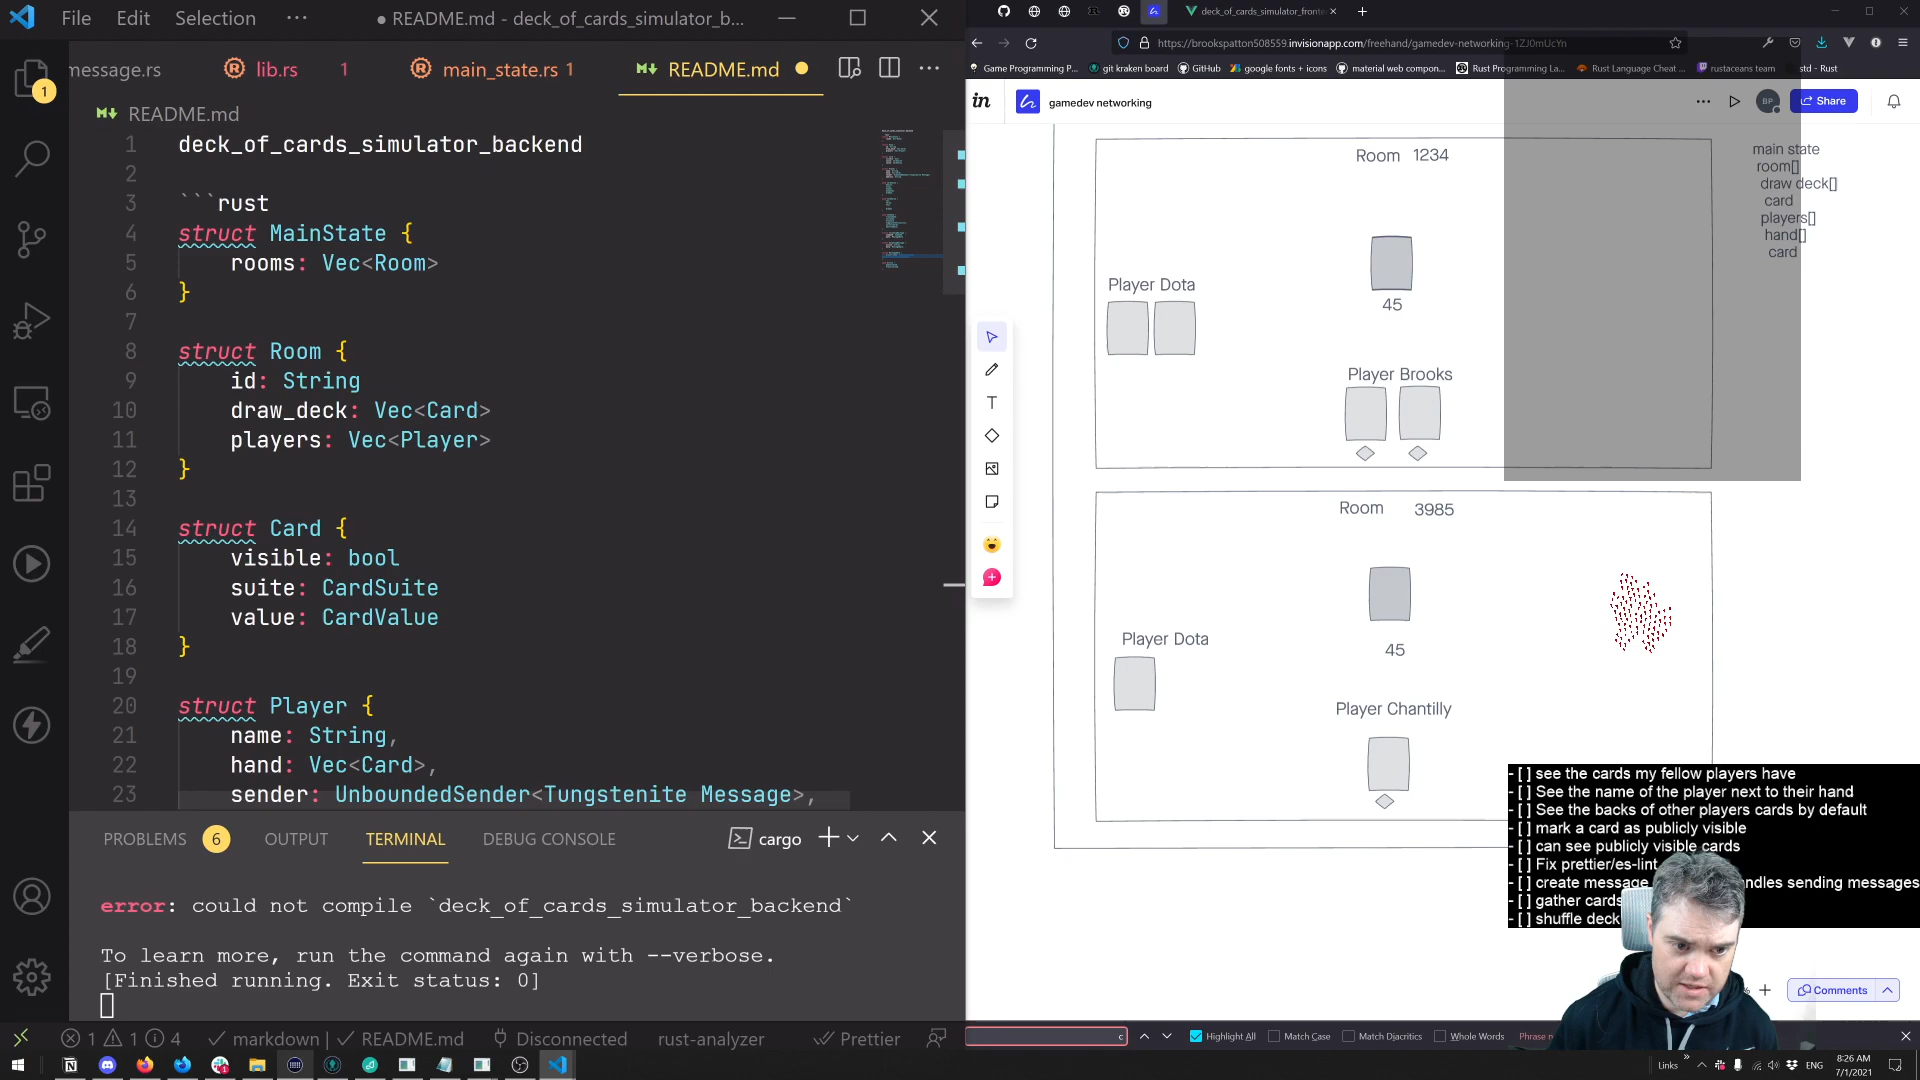 File Edit Selection ··· ● README.md - deck_of_cards_simulator_b...
message.rs lib.rs 1 main_state.rs 1 README.md ● ···
README.md
1 deck_of_cards_simulator_backend
2
3 ```rust
4 struct MainState {
5 rooms: Vec<Room>
6 }
7
8 struct Room {
9 id: String
10 draw_deck: Vec<Card>
11 players: Vec<Player>
12 }
13
14 struct Card {
15 visible: bool
16 suite: CardSuite
17 value: CardValue
18 }
19
20 struct Player {
21 name: String,
22 hand: Vec<Card>,
23 sender: UnboundedSender<Tungstenite Message>,
PROBLEMS 6 OUTPUT TERMINAL DEBUG CONSOLE cargo
error: could not compile `deck_of_cards_simulator_backend`
To learn more, run the command again with --verbose.
[Finished running. Exit status: 0]
1 1 4 markdown | README.md Disconnected rust-analyzer Prettier
1
deck_of_cards_simulator_fronte
https://brookspatton508559.invisionapp.com/freehand/gamedev-networking-1ZJ0mUcYn
Game Programming P... git kraken board GitHub google fonts + icons material web compon... Rust Programming La... Rust Language Cheat ... rustaceans team std - Rust
in gamedev networking ··· BP Share
Room 1234
Player Dota
45
Player Brooks
main state
room[]
draw deck[]
card
players[]
hand[]
card
T
Room 3985
Player Dota
45
Player Chantilly
- [ ] see the cards my fellow players have
- [ ] See the name of the player next to their hand
- [ ] See the backs of other players cards by default
- [ ] mark a card as publicly visible
- [ ] can see publicly visible cards
- [ ] Fix prettier/es-lint
- [ ] create message ndles sending messages
- [ ] gather cards
- [ ] shuffle deck
Comments
c Highlight All Match Case Match Diacritics Whole Words Phrase
Links ENG 8:26 AM
7/1/2021